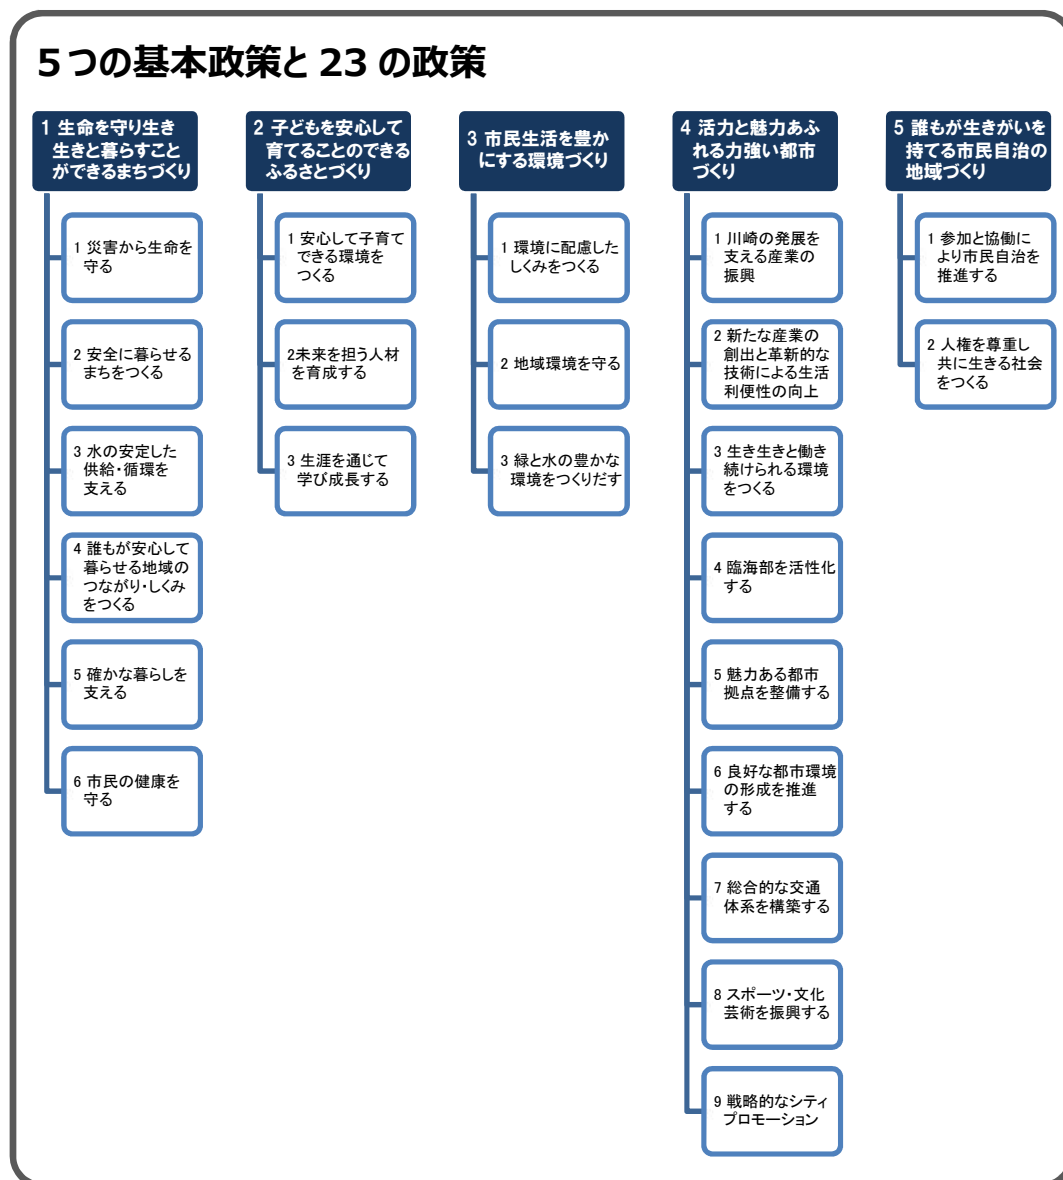 ５つの基本政策と 23 の政策
1 生命を守り生き
生きと暮らすこと
ができるまちづくり
1 災害から生命を
守る
2 安全に暮らせる
まちをつくる
3 水の安定した
供給・循環を
支える
4 誰もが安心して
暮らせる地域の
つながり・しくみ
をつくる
5 確かな暮らしを
支える
6 市民の健康を
守る
2 子どもを安心して
育てることのできる
ふるさとづくり
1 安心して子育て
できる環境を
つくる
2未来を担う人材
を育成する
3 生涯を通じて
学び成長する
3 市民生活を豊か
にする環境づくり
1 環境に配慮した
しくみをつくる
2 地域環境を守る
3 緑と水の豊かな
環境をつくりだす
4 活力と魅力あふ
れる力強い都市
づくり
1 川崎の発展を
支える産業の
振興
2 新たな産業の
創出と革新的な
技術による生活
利便性の向上
3 生き生きと働き
続けられる環境
をつくる
4 臨海部を活性化
する
5 魅力ある都市
拠点を整備する
6 良好な都市環境
の形成を推進
する
7 総合的な交通
体系を構築する
8 スポーツ・文化
芸術を振興する
9 戦略的なシティ
プロモーション
5 誰もが生きがいを
持てる市民自治の
地域づくり
1 参加と協働に
より市民自治を
推進する
2 人権を尊重し
共に生きる社会
をつくる